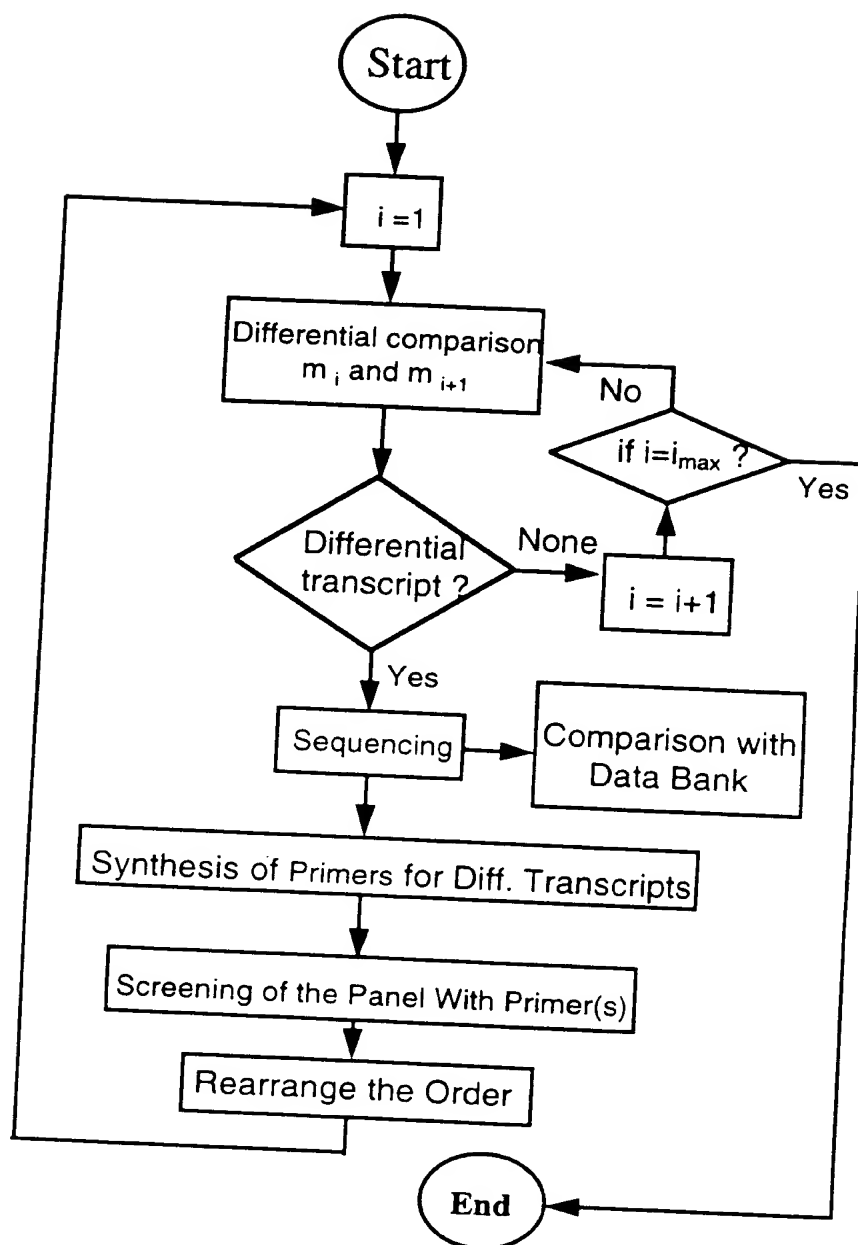 Start
i =1
Differential comparison
m i and m i+1
No
if i=imax ?
Yes
Differential
transcript ?
None
i = i+1
Yes
Sequencing
Comparison with
Data Bank
Synthesis of Primers for Diff. Transcripts
Screening of the Panel With Primer(s)
Rearrange the Order
End